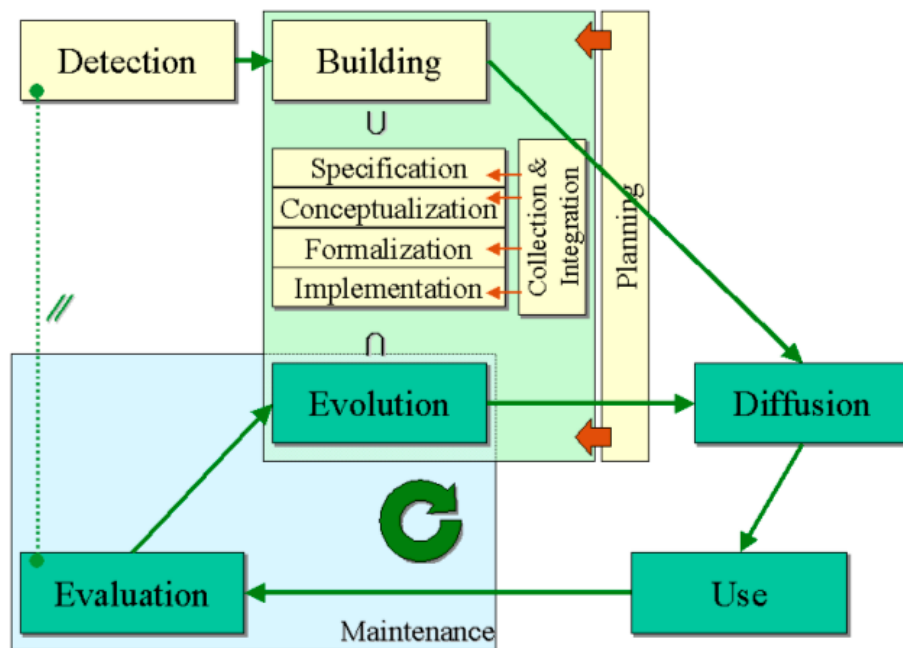 Detection
Building
∪
Specification
Conceptualization
Formalization
Implementation
Collection &
Integration
Planning
//
∩
Evolution
Diffusion
Evaluation
Use
Maintenance